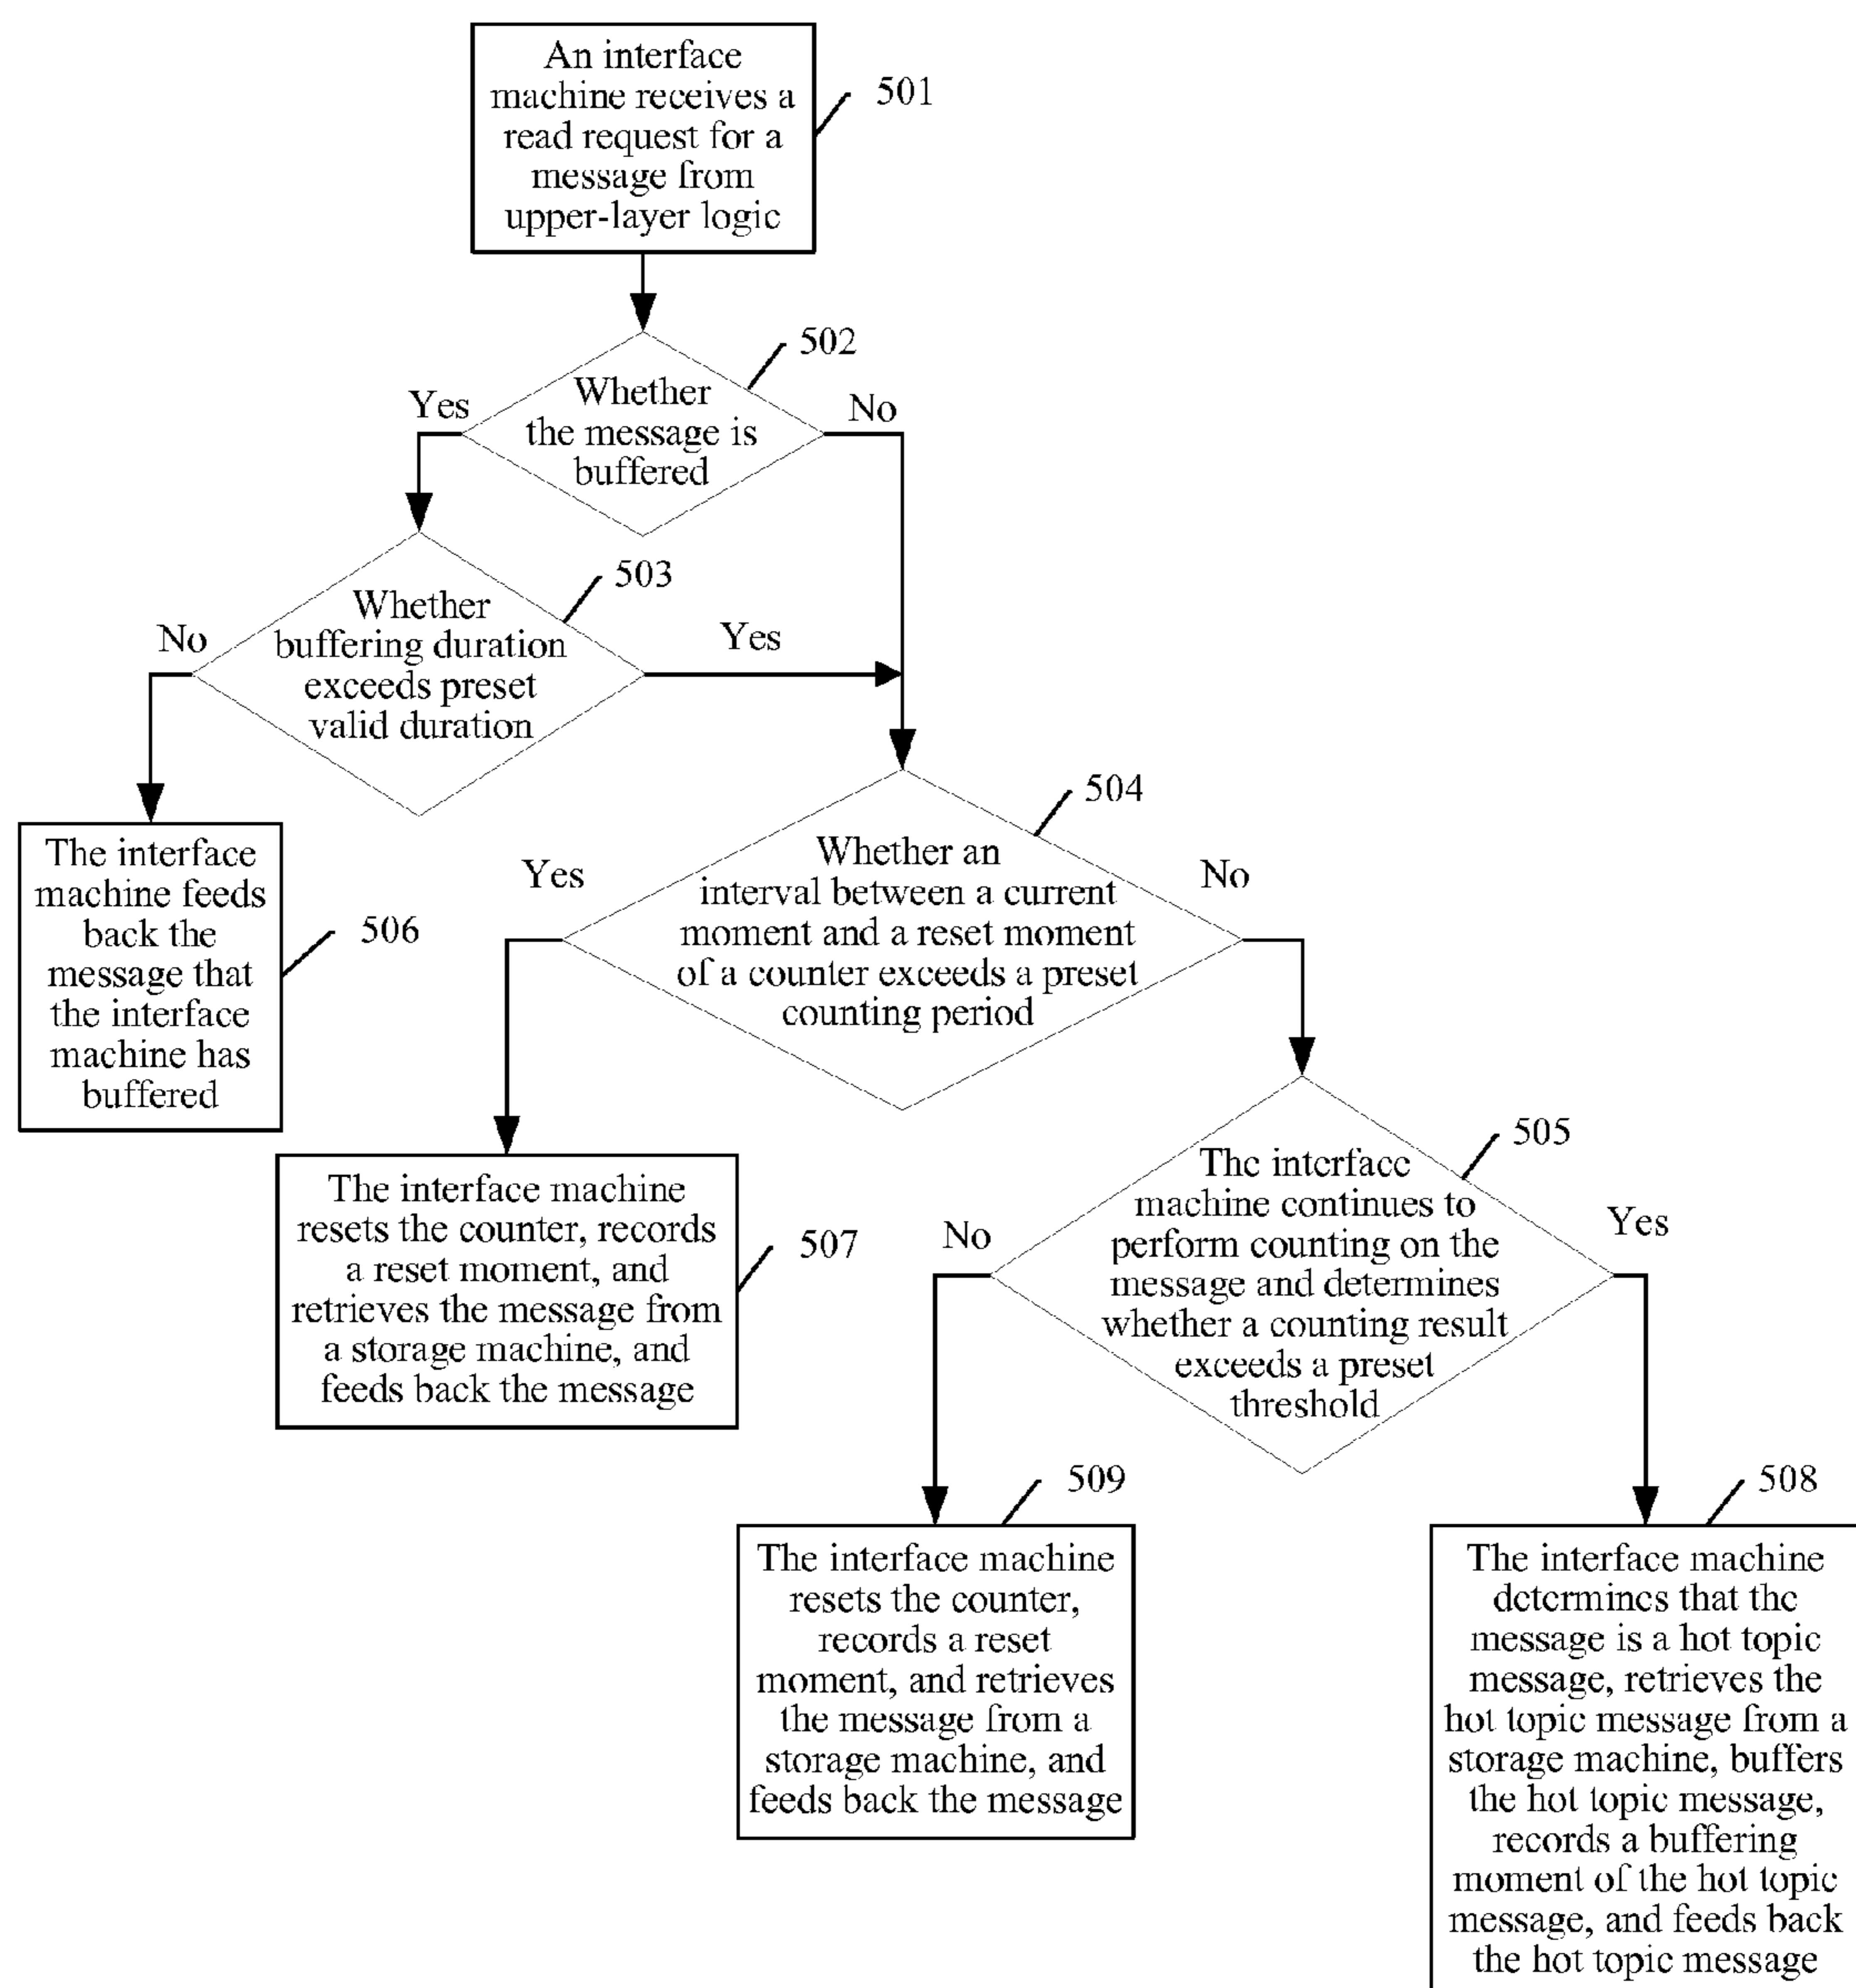 An interface
machine receives a
read request for a
message from
upper-layer logic
501
502
Whether
the message is
buffered
Yes
No
503
Whether
buffering duration
exceeds preset
valid duration
No
Yes
504
Whether an
interval between a current
moment and a reset moment
of a counter exceeds a preset
counting period
Yes
No
The interface
machine feeds
back the
message that
the interface
machine has
buffered
506
505
The interface
machine continues to
perform counting on the
message and determines
whether a counting result
exceeds a preset
threshold
No
Yes
The interface machine
resets the counter, records
a reset moment, and
retrieves the message from
a storage machine, and
feeds back the message
507
509
The interface machine
resets the counter,
records a reset
moment, and retrieves
the message from a
storage machine, and
feeds back the message
508
The interface machine
determines that the
message is a hot topic
message, retrieves the
hot topic message from a
storage machine, buffers
the hot topic message,
records a buffering
moment of the hot topic
message, and feeds back
the hot topic message